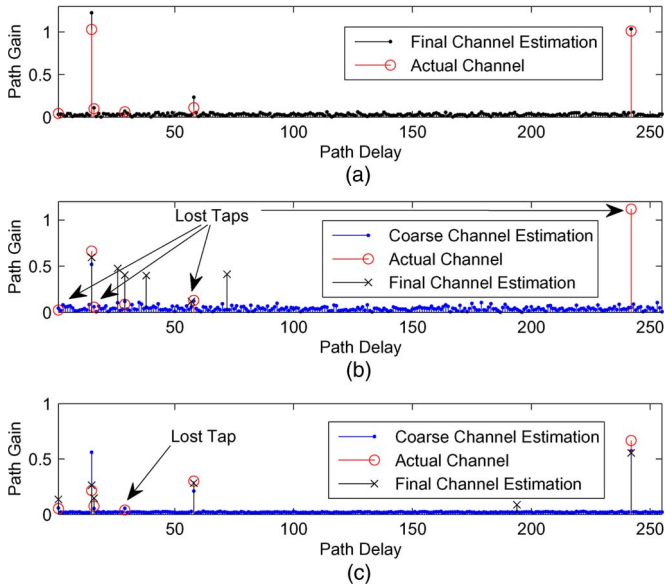 1
0.5
0
Path Gain
Final Channel Estimation
Actual Channel
50 100 150 200 250
Path Delay
(a)
1
0.5
0
Path Gain
Lost Taps
Coarse Channel Estimation
Actual Channel
Final Channel Estimation
50 100 150 200 250
Path Delay
(b)
1
0.5
0
Path Gain
Lost Tap
Coarse Channel Estimation
Actual Channel
Final Channel Estimation
50 100 150 200 250
Path Delay
(c)